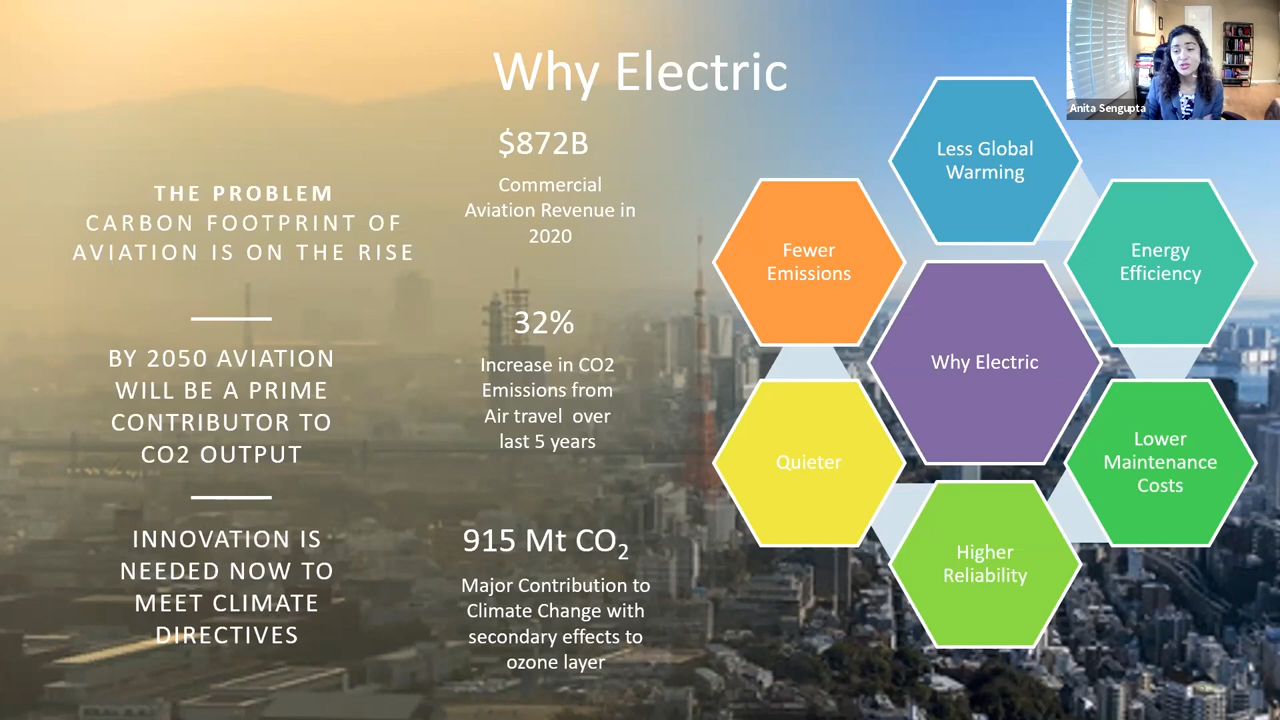 Why Electric
THE PROBLEM
CARBON FOOTPRINT OF
AVIATION IS ON THE RISE
BY 2050 AVIATION
WILL BE A PRIME
CONTRIBUTOR TO
CO2 OUTPUT
INNOVATION IS
NEEDED NOW TO
MEET CLIMATE
DIRECTIVES
$872B
Commercial
Aviation Revenue in
2020
32%
Increase in CO2
Emissions from
Air travel over
last 5 years
915 Mt CO₂
Major Contribution to
Climate Change with
secondary effects to
ozone layer
Less Global
Warming
Energy
Efficiency
Lower
Maintenance
Costs
Higher
Reliability
Quieter
Fewer
Emissions
Why Electric
Anita Sengupta